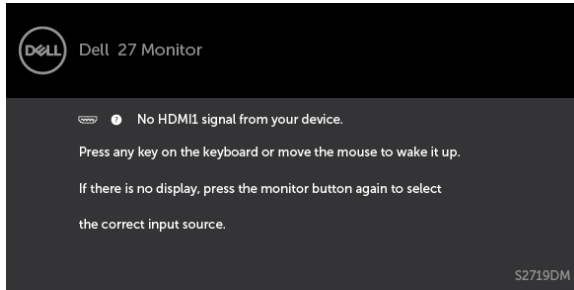 DELL
Dell 27 Monitor
? No HDMI1 signal from your device.
Press any key on the keyboard or move the mouse to wake it up.
If there is no display, press the monitor button again to select
the correct input source.
S2719DM